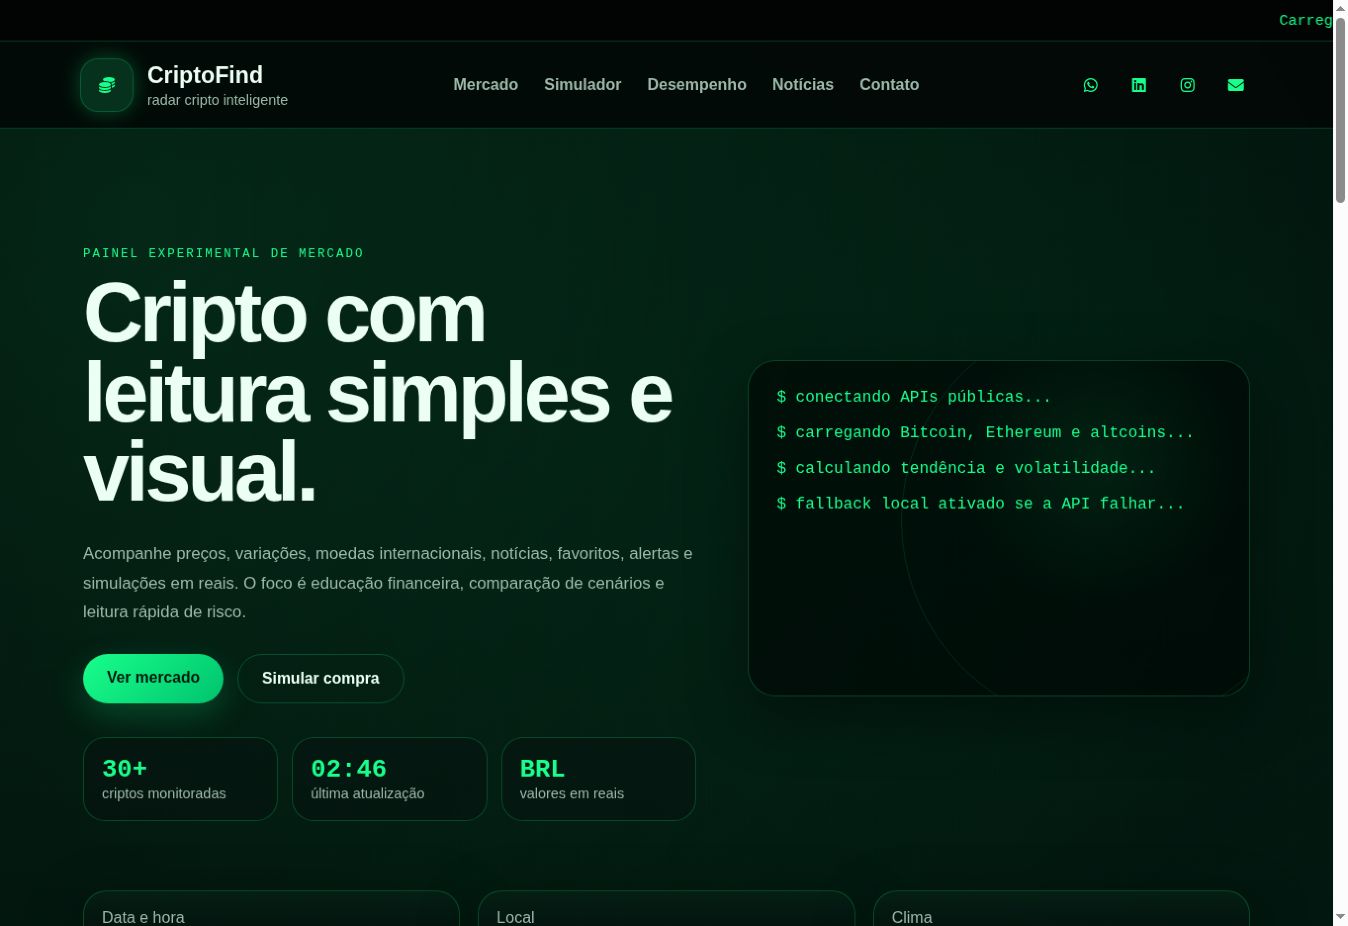 Carreg
CriptoFind
radar cripto inteligente
Mercado Simulador Desempenho Notícias Contato
PAINEL EXPERIMENTAL DE MERCADO
Cripto com
leitura simples e
visual.
Acompanhe preços, variações, moedas internacionais, notícias, favoritos, alertas e
simulações em reais. O foco é educação financeira, comparação de cenários e
leitura rápida de risco.
Ver mercado Simular compra
30+
criptos monitoradas
02:46
última atualização
BRL
valores em reais
$ conectando APIs públicas...
$ carregando Bitcoin, Ethereum e altcoins...
$ calculando tendência e volatilidade...
$ fallback local ativado se a API falhar...
Data e hora
Local
Clima